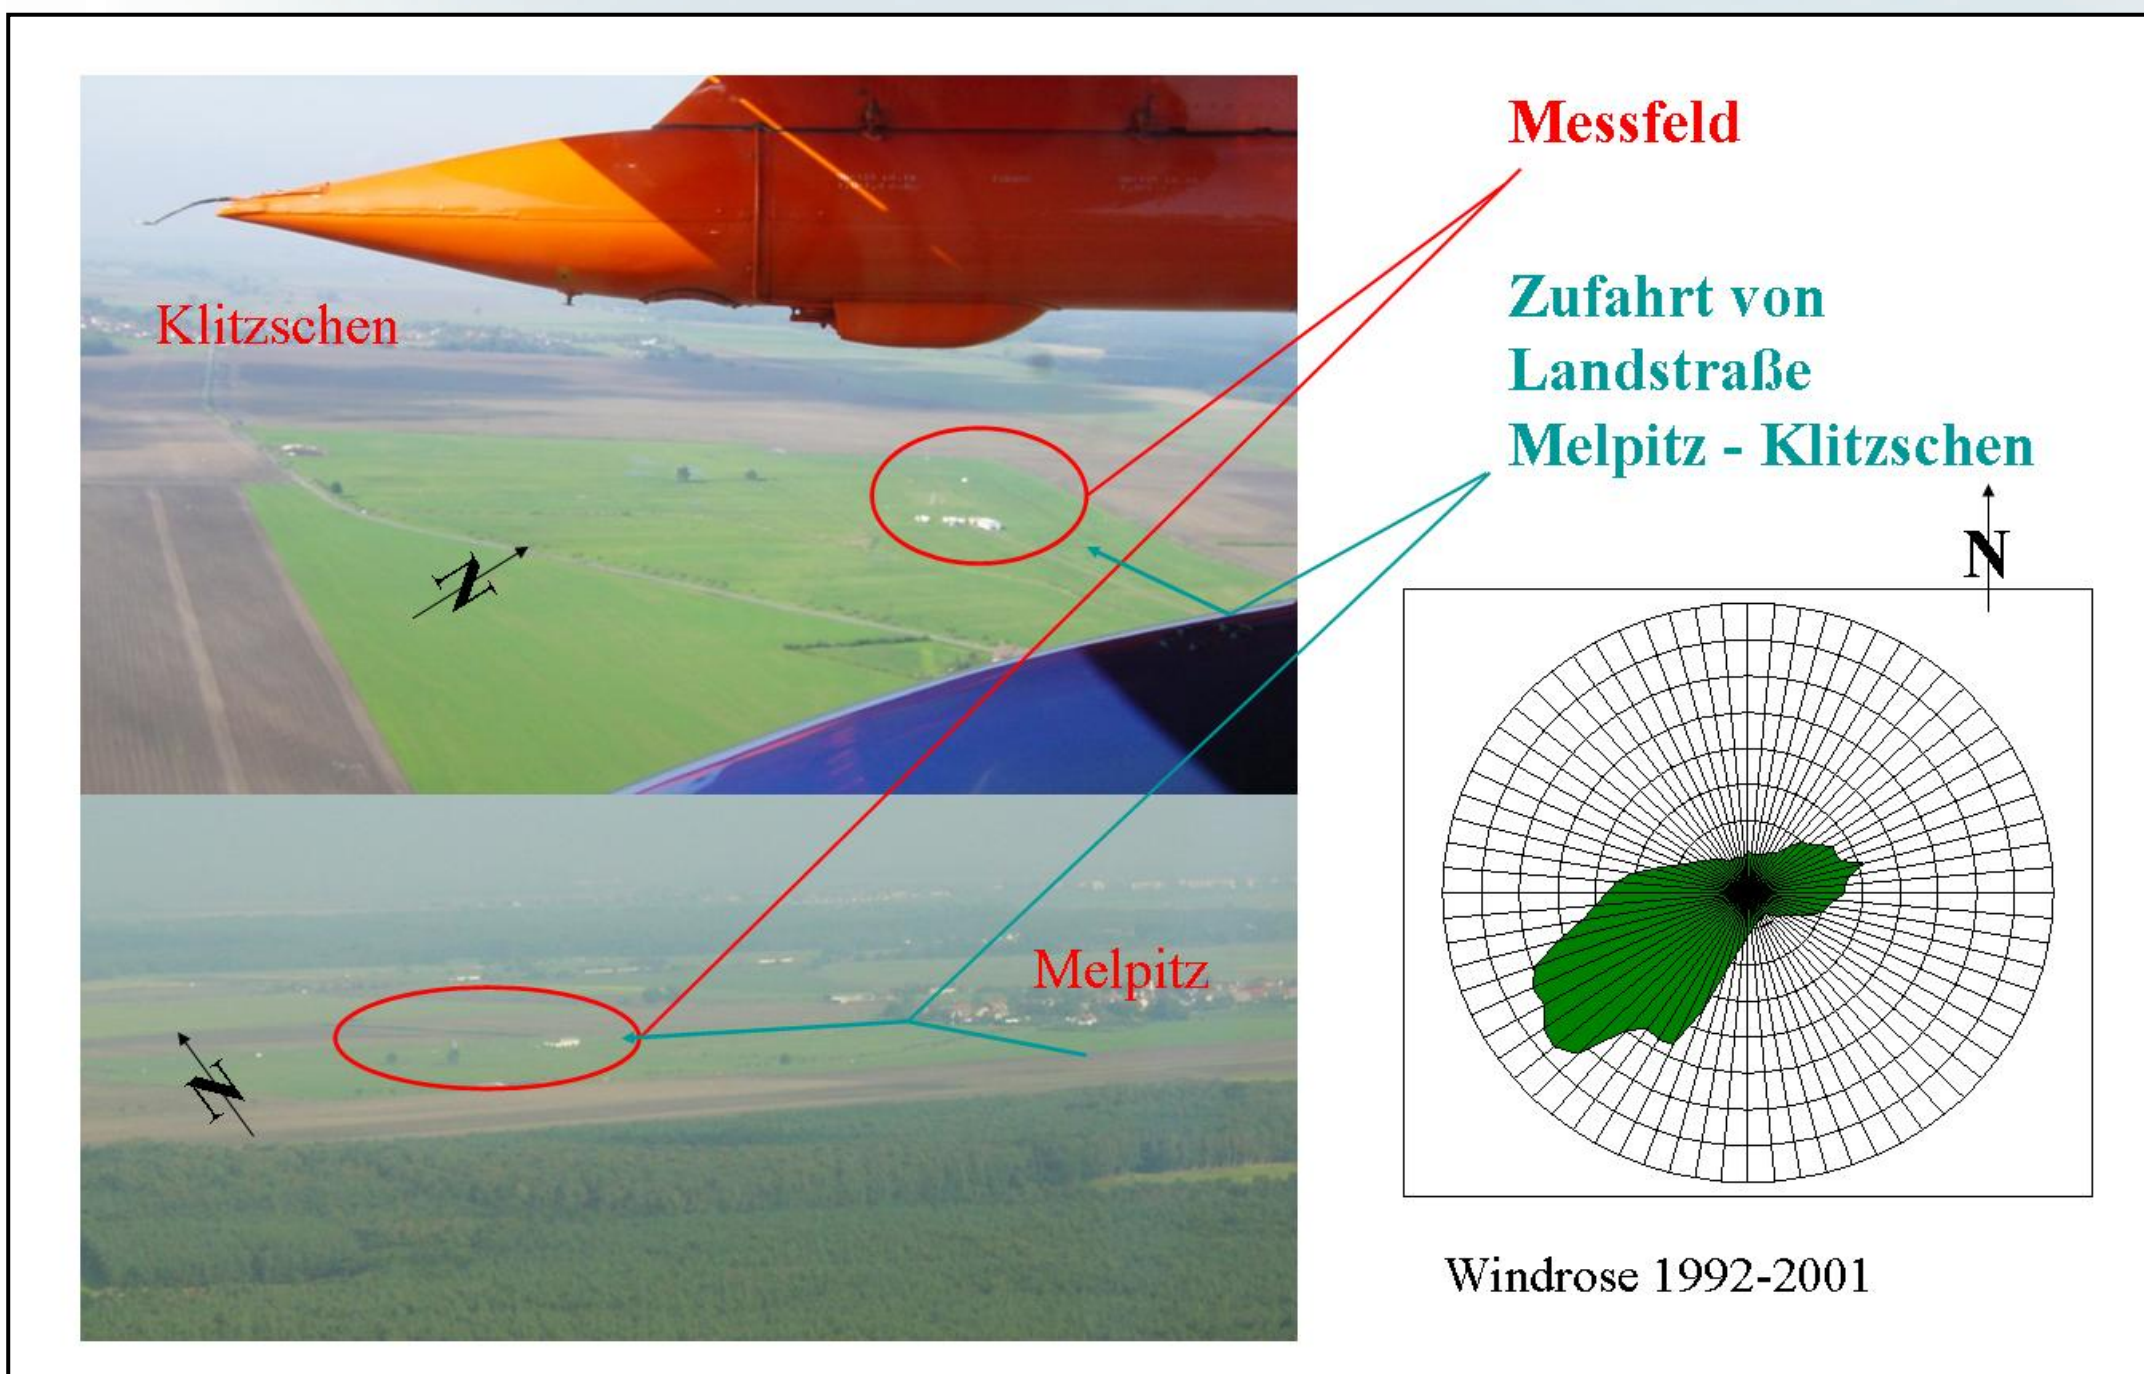 Messfeld
Klitzschen
Zufahrt von
Landstraße
Melpitz - Klitzschen
N
N
Melpitz
N
Windrose 1992-2001